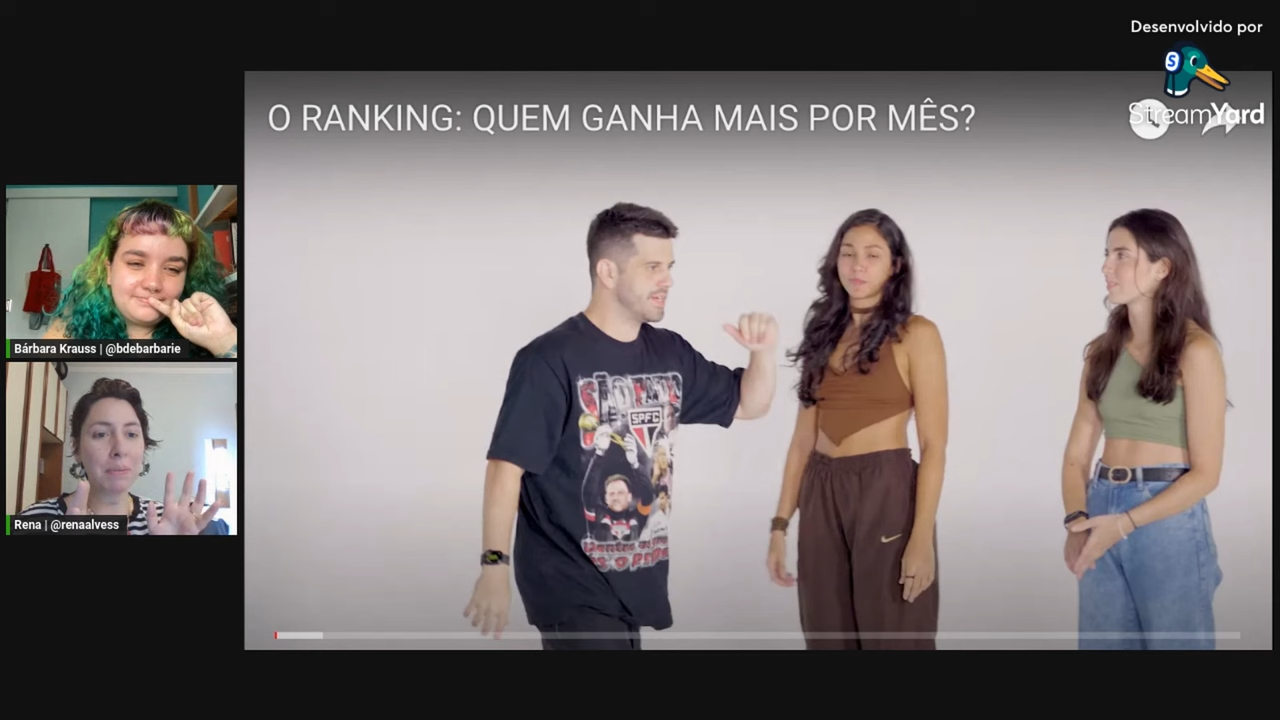 Desenvolvido por
S
StreamYard
O RANKING: QUEM GANHA MAIS POR MÊS?
Bárbara Krauss | @bdebarbarie
Rena | @renaalvess
SPFC